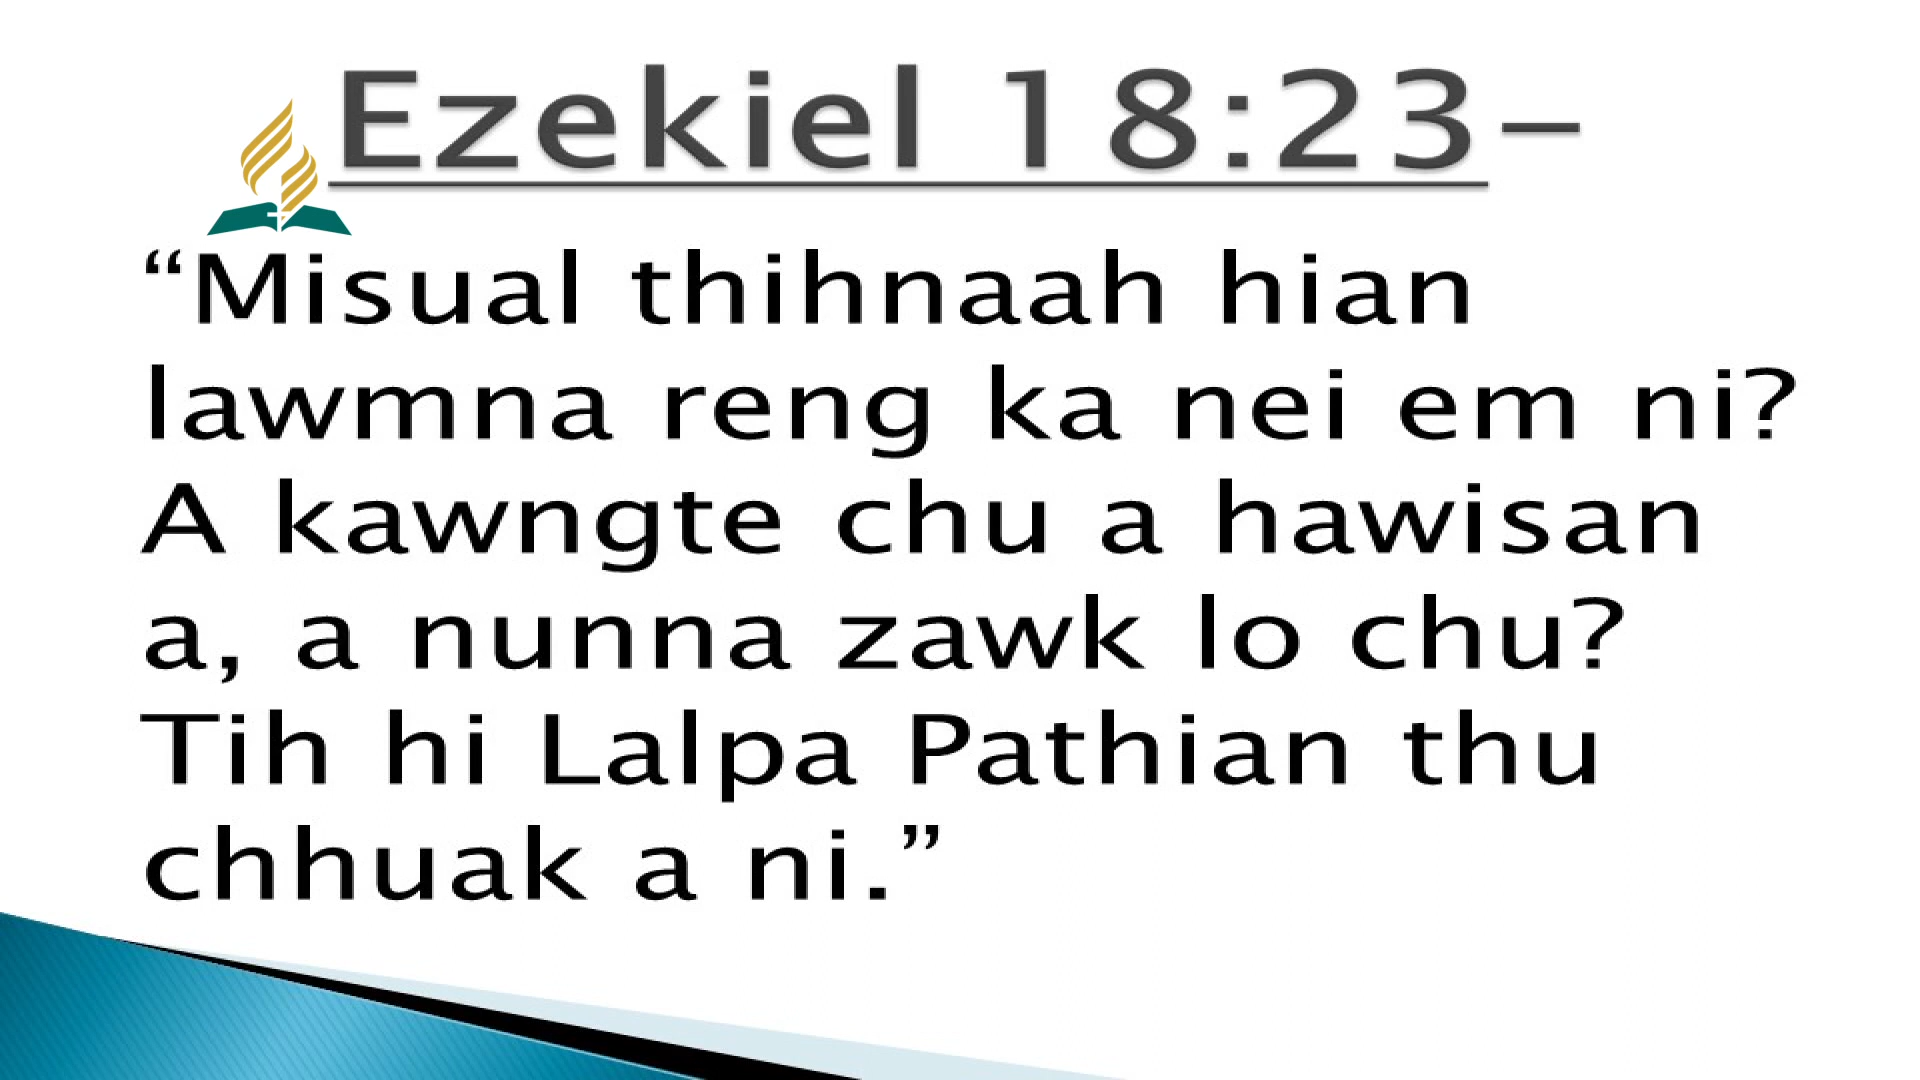 Ezekiel 18:23–
“Misual thihnaah hian
lawmna reng ka nei em ni?
A kawngte chu a hawisan
a, a nunna zawk lo chu?
Tih hi Lalpa Pathian thu
chhuak a ni.”